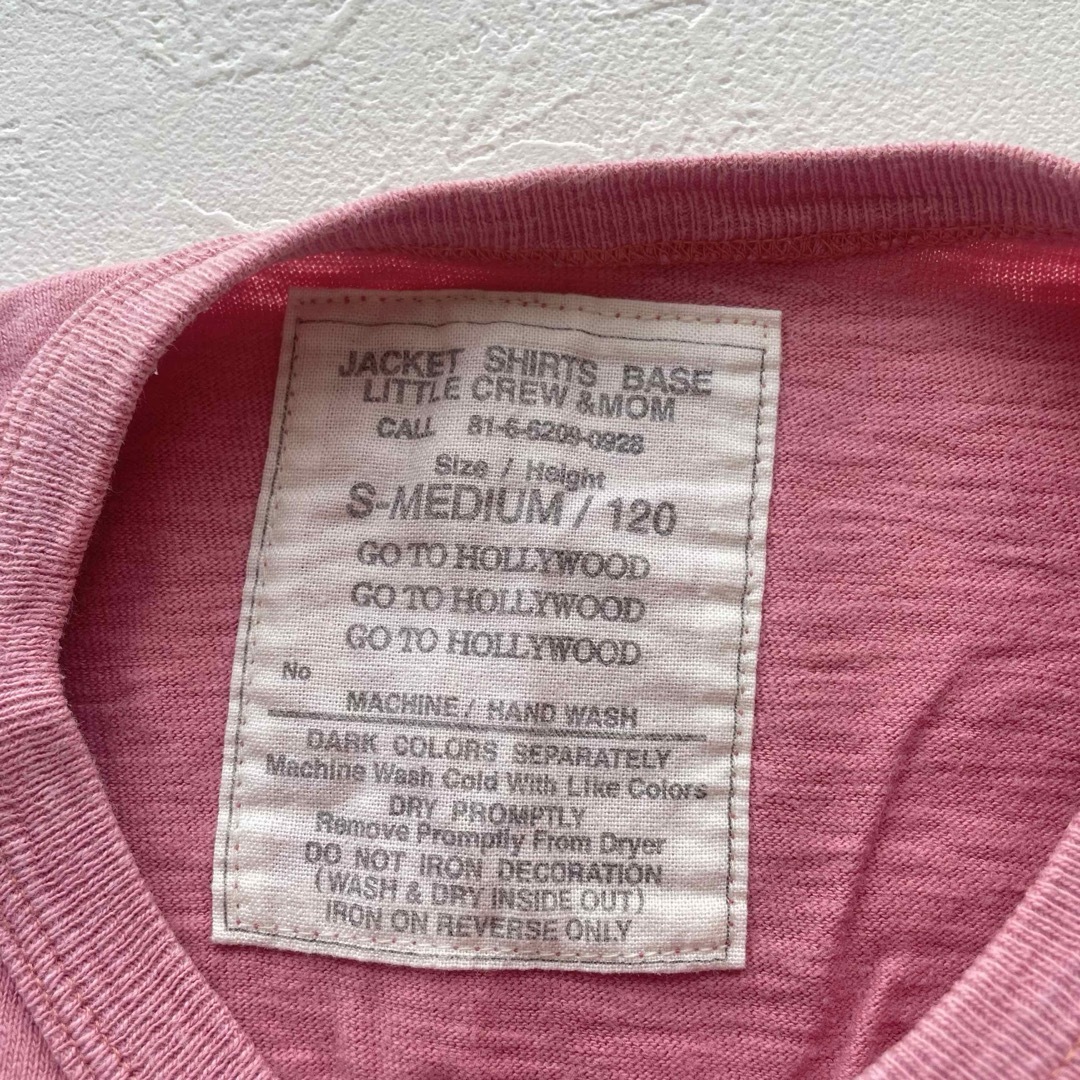 JACKET SHIRTS BASE
LITTLE CREW &MOM
CALL 81-6-6209-0928
Size / Height
S-MEDIUM / 120
GO TO HOLLYWOOD
GO TO HOLLYWOOD
GO TO HOLLYWOOD
No
MACHINE / HAND WASH
DARK COLORS SEPARATELY
Machine Wash Cold With Like Colors
DRY PROMPTLY
Remove Promptly From Dryer
DO NOT IRON DECORATION
(WASH & DRY INSIDE OUT)
IRON ON REVERSE ONLY